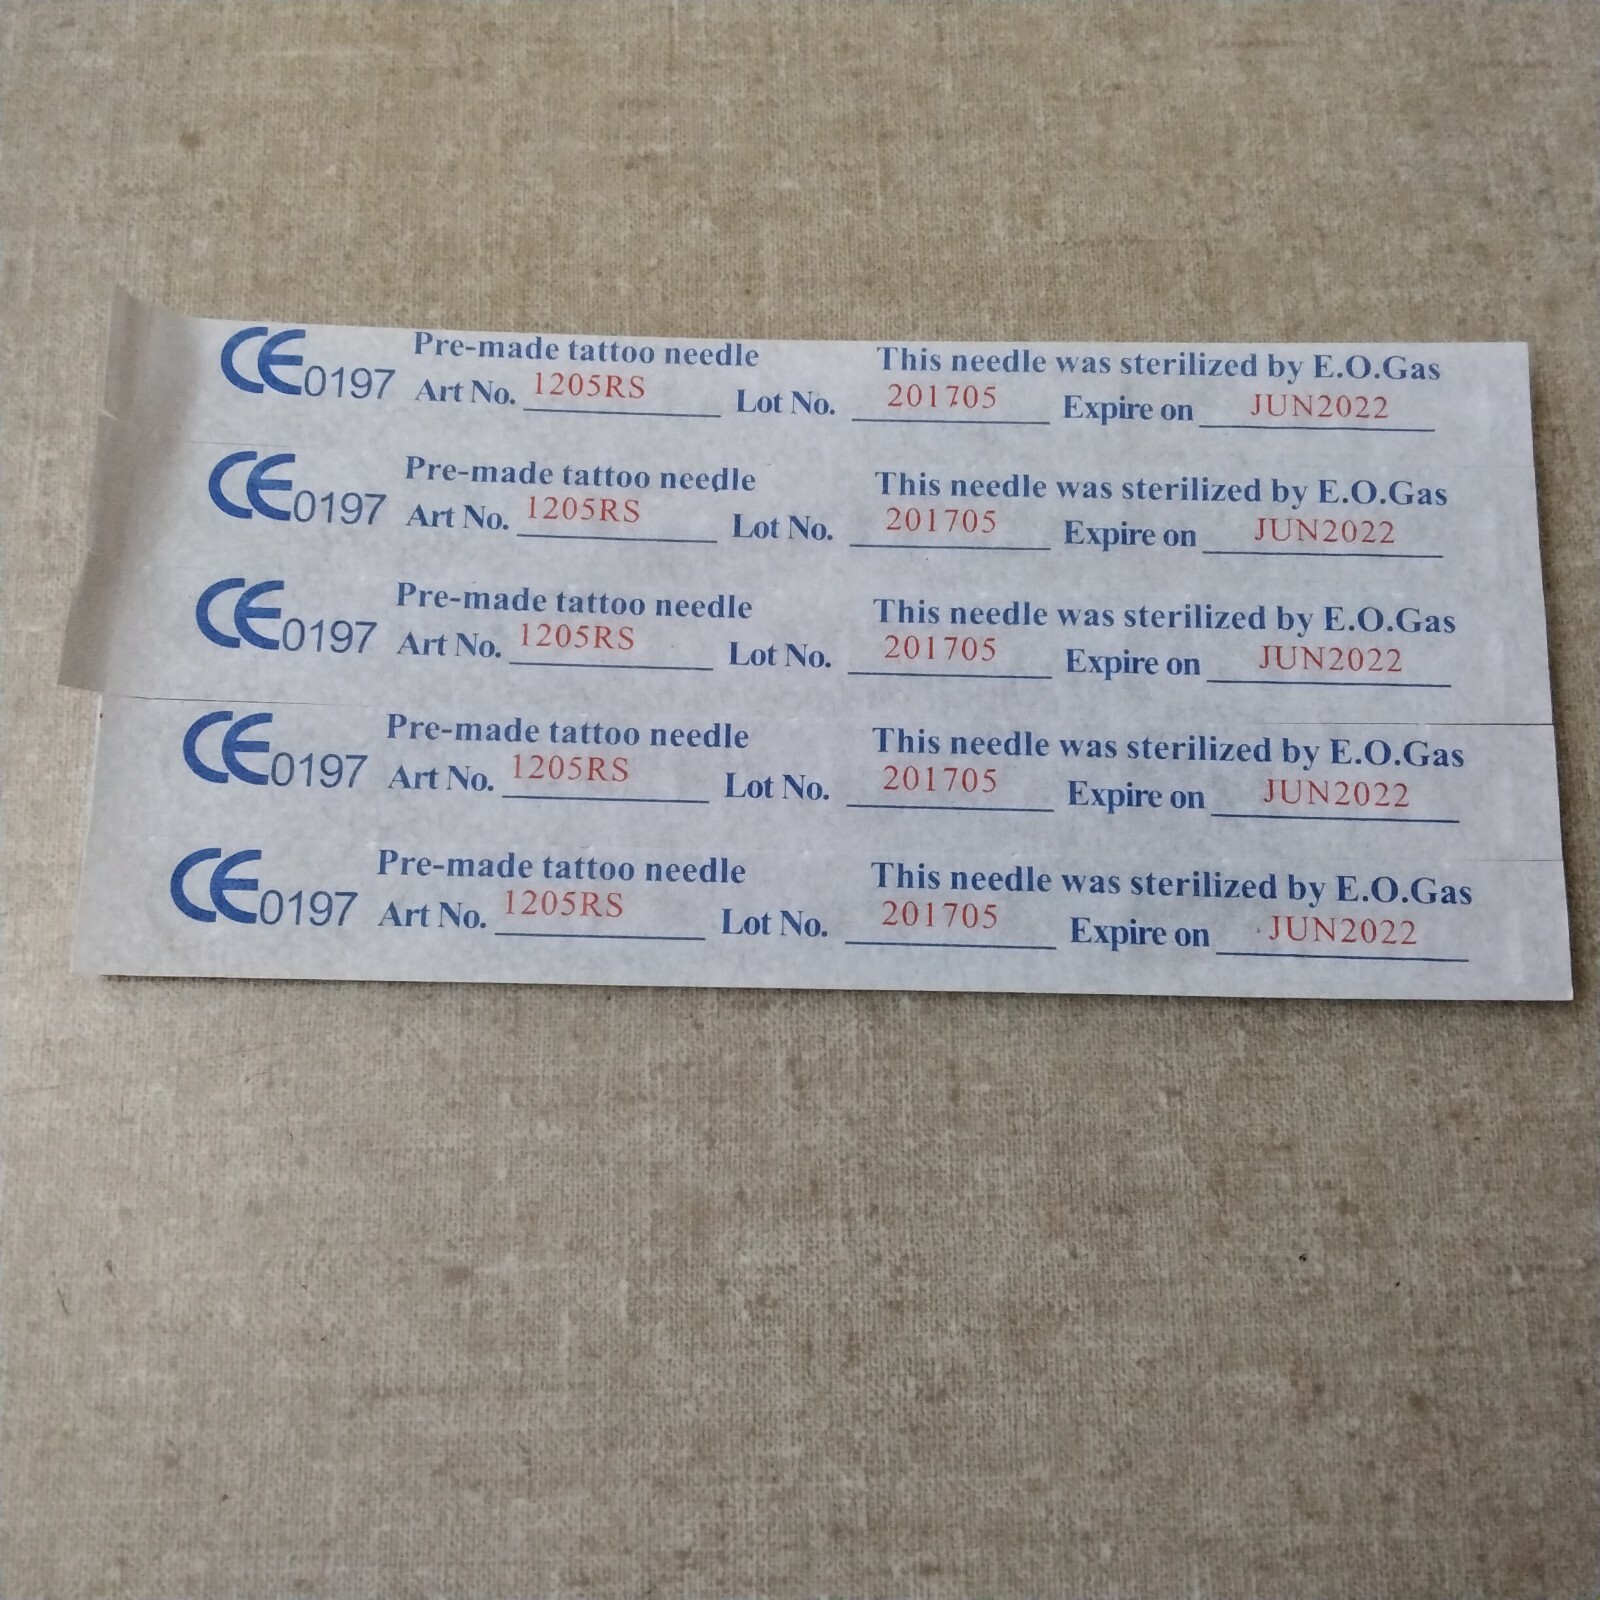 CE0197 Pre-made tattoo needle This needle was sterilized by E.O.Gas
Art No. 1205RS Lot No. 201705 Expire on JUN2022
CE0197 Pre-made tattoo needle This needle was sterilized by E.O.Gas
Art No. 1205RS Lot No. 201705 Expire on JUN2022
CE0197 Pre-made tattoo needle This needle was sterilized by E.O.Gas
Art No. 1205RS Lot No. 201705 Expire on JUN2022
CE0197 Pre-made tattoo needle This needle was sterilized by E.O.Gas
Art No. 1205RS Lot No. 201705 Expire on JUN2022
CE0197 Pre-made tattoo needle This needle was sterilized by E.O.Gas
Art No. 1205RS Lot No. 201705 Expire on JUN2022